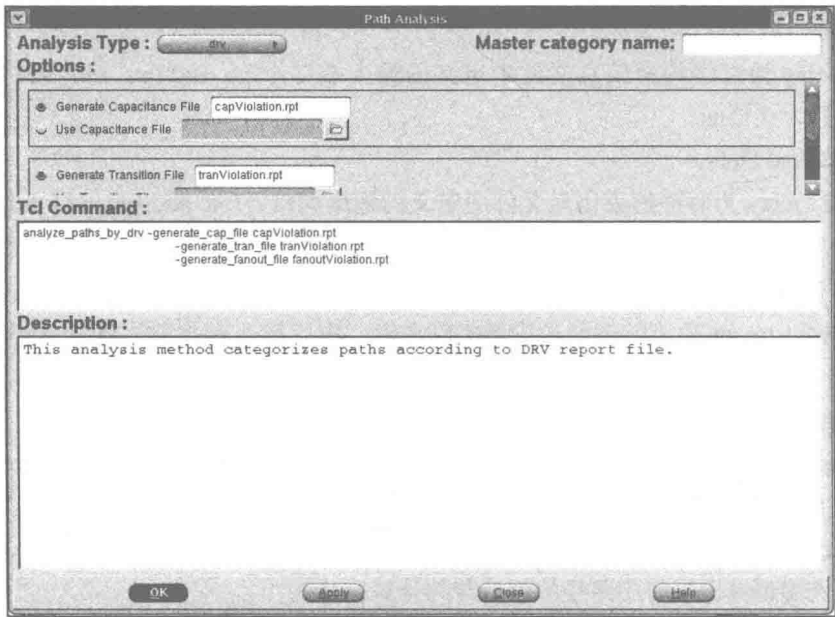 Path Analysis
Analysis Type : drv Master category name:
Options :
Generate Capacitance File capViolation.rpt
Use Capacitance File
Generate Transition File tranViolation.rpt
Tcl Command :
analyze_paths_by_drv -generate_cap_file capViolation.rpt
-generate_tran_file tranViolation.rpt
-generate_fanout_file fanoutViolation.rpt
Description :
This analysis method categorizes paths according to DRV report file.
OK Apply Close Help